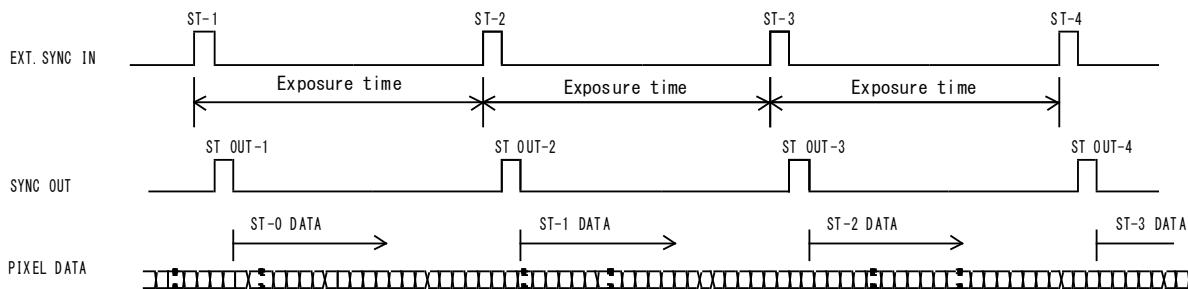 ST-1 ST-2 ST-3 ST-4
EXT. SYNC IN
Exposure time Exposure time Exposure time
ST OUT-1 ST OUT-2 ST OUT-3 ST OUT-4
SYNC OUT
ST-0 DATA ST-1 DATA ST-2 DATA ST-3 DATA
PIXEL DATA